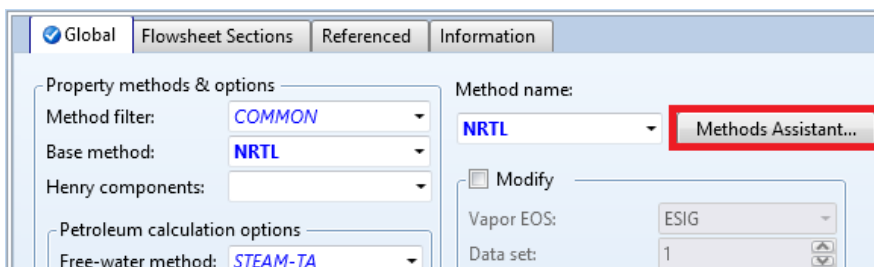 Global Flowsheet Sections Referenced Information
Property methods & options
Method filter: COMMON
Base method: NRTL
Henry components:
Petroleum calculation options
Free-water method: STEAM-TA
Method name:
NRTL Methods Assistant...
Modify
Vapor EOS: ESIG
Data set: 1